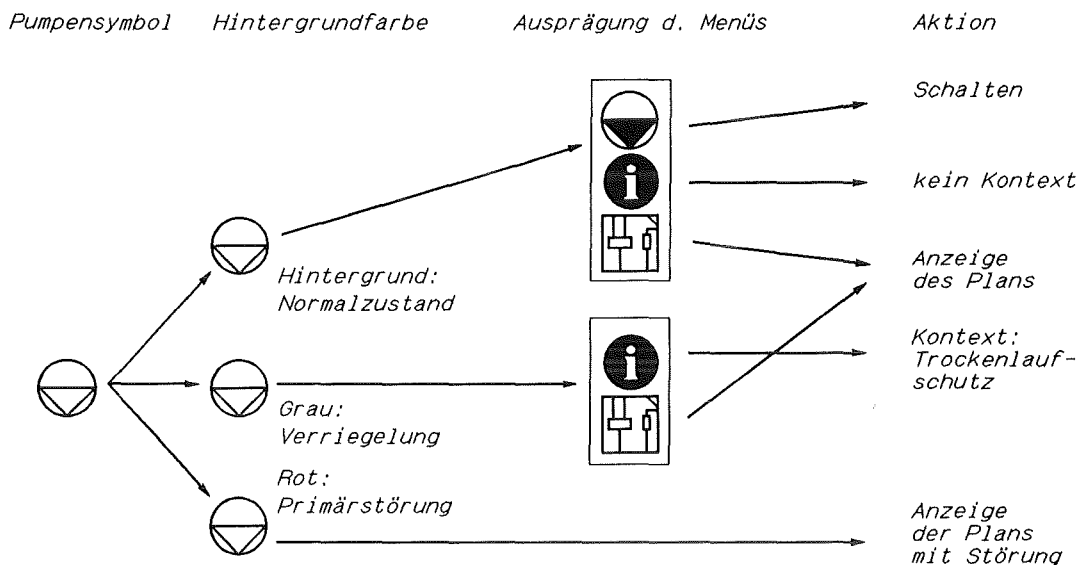 Pumpensymbol Hintergrundfarbe Ausprägung d. Menüs Aktion
Schalten
i
kein Kontext
Hintergrund:
Normalzustand
Anzeige
des Plans
i
Kontext:
Trockenlauf-
schutz
Grau:
Verriegelung
Rot:
Primärstörung
Anzeige
der Plans
mit Störung